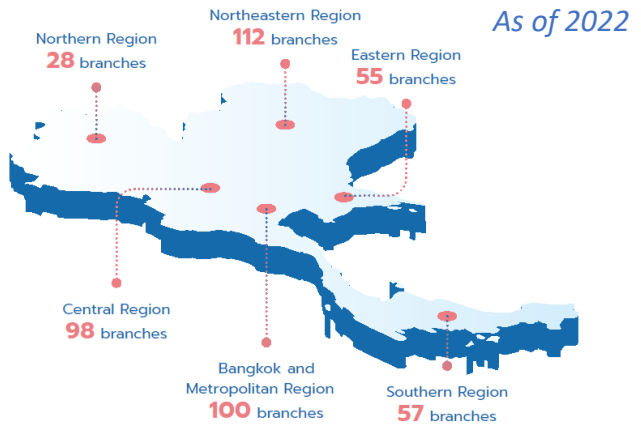 As of 2022
Northeastern Region
112 branches
Northern Region
28 branches
Eastern Region
55 branches
Central Region
98 branches
Bangkok and
Metropolitan Region
100 branches
Southern Region
57 branches